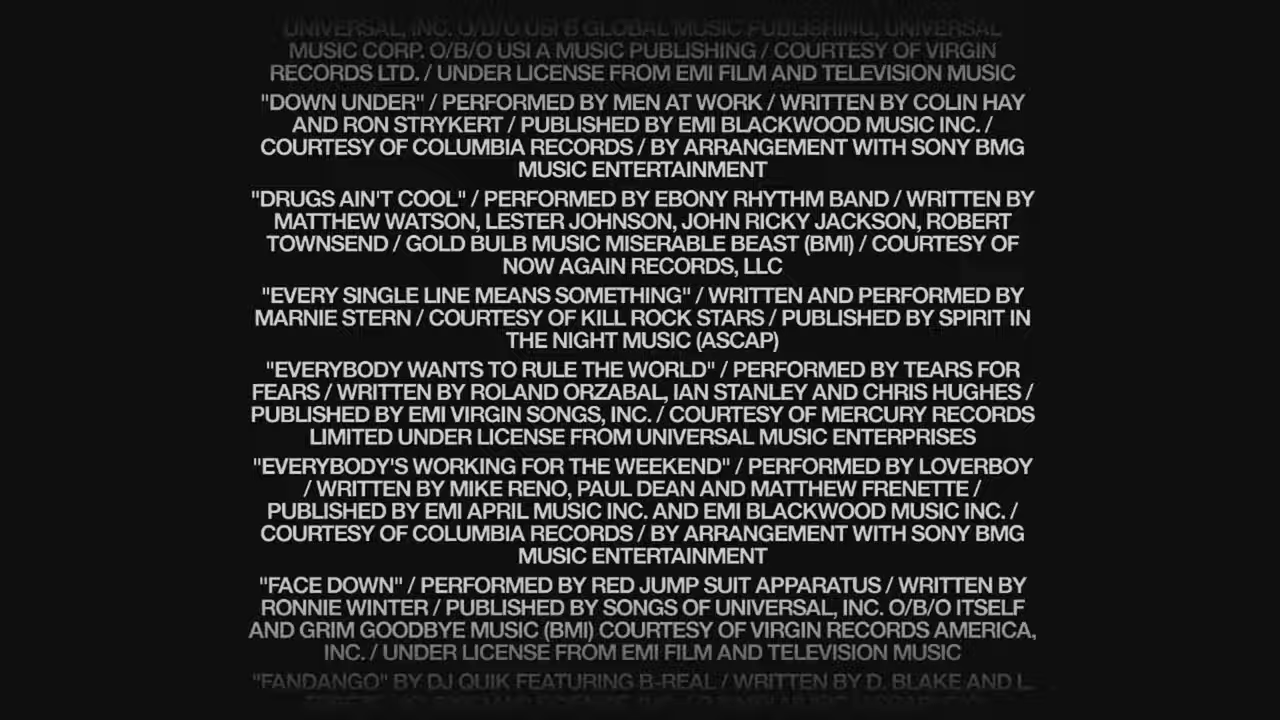 UNIVERSAL, INC. O/B/O USI B GLOBAL MUSIC PUBLISHING, UNIVERSAL
MUSIC CORP. O/B/O USI A MUSIC PUBLISHING / COURTESY OF VIRGIN
RECORDS LTD. / UNDER LICENSE FROM EMI FILM AND TELEVISION MUSIC
"DOWN UNDER" / PERFORMED BY MEN AT WORK / WRITTEN BY COLIN HAY
AND RON STRYKERT / PUBLISHED BY EMI BLACKWOOD MUSIC INC. /
COURTESY OF COLUMBIA RECORDS / BY ARRANGEMENT WITH SONY BMG
MUSIC ENTERTAINMENT
"DRUGS AIN'T COOL" / PERFORMED BY EBONY RHYTHM BAND / WRITTEN BY
MATTHEW WATSON, LESTER JOHNSON, JOHN RICKY JACKSON, ROBERT
TOWNSEND / GOLD BULB MUSIC MISERABLE BEAST (BMI) / COURTESY OF
NOW AGAIN RECORDS, LLC
"EVERY SINGLE LINE MEANS SOMETHING" / WRITTEN AND PERFORMED BY
MARNIE STERN / COURTESY OF KILL ROCK STARS / PUBLISHED BY SPIRIT IN
THE NIGHT MUSIC (ASCAP)
"EVERYBODY WANTS TO RULE THE WORLD" / PERFORMED BY TEARS FOR
FEARS / WRITTEN BY ROLAND ORZABAL, IAN STANLEY AND CHRIS HUGHES /
PUBLISHED BY EMI VIRGIN SONGS, INC. / COURTESY OF MERCURY RECORDS
LIMITED UNDER LICENSE FROM UNIVERSAL MUSIC ENTERPRISES
"EVERYBODY'S WORKING FOR THE WEEKEND" / PERFORMED BY LOVERBOY
/ WRITTEN BY MIKE RENO, PAUL DEAN AND MATTHEW FRENETTE /
PUBLISHED BY EMI APRIL MUSIC INC. AND EMI BLACKWOOD MUSIC INC. /
COURTESY OF COLUMBIA RECORDS / BY ARRANGEMENT WITH SONY BMG
MUSIC ENTERTAINMENT
"FACE DOWN" / PERFORMED BY RED JUMP SUIT APPARATUS / WRITTEN BY
RONNIE WINTER / PUBLISHED BY SONGS OF UNIVERSAL, INC. O/B/O ITSELF
AND GRIM GOODBYE MUSIC (BMI) COURTESY OF VIRGIN RECORDS AMERICA,
INC. / UNDER LICENSE FROM EMI FILM AND TELEVISION MUSIC
"FANDANGO" BY DJ QUIK FEATURING B-REAL / WRITTEN BY D. BLAKE AND L.